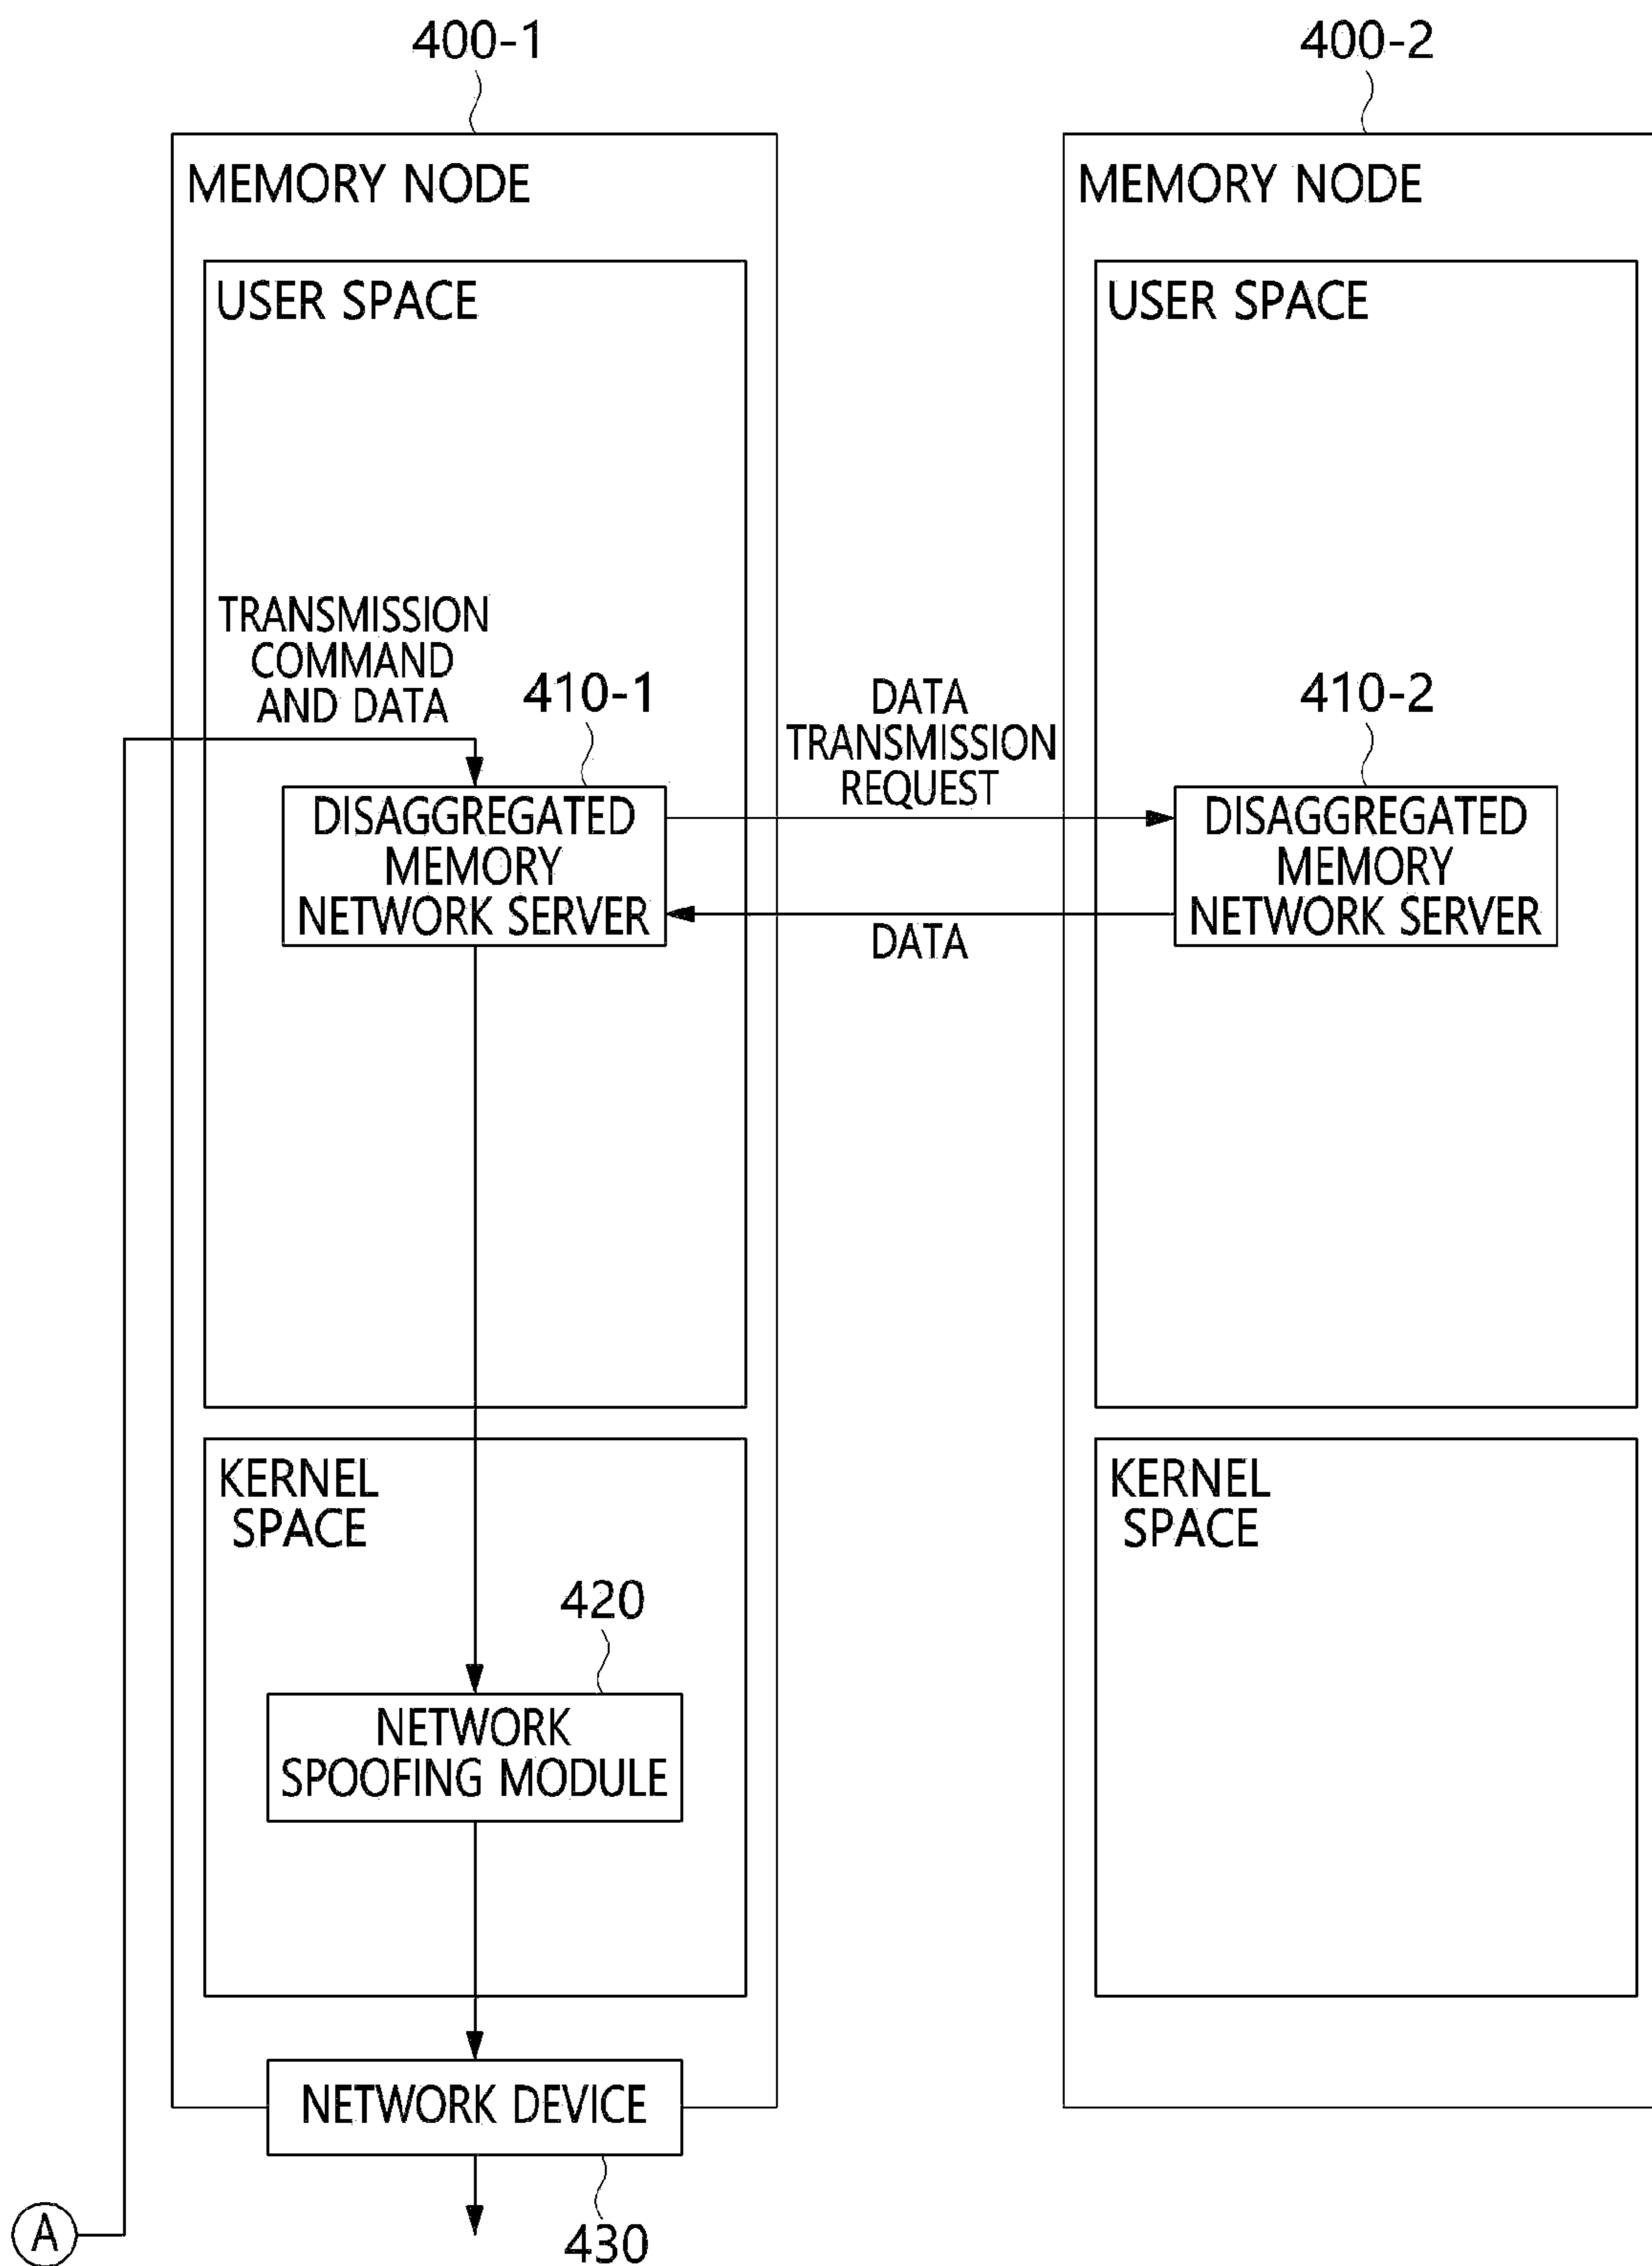 400-1
400-2
MEMORY NODE
MEMORY NODE
USER SPACE
USER SPACE
TRANSMISSION
COMMAND
AND DATA
410-1
DATA
TRANSMISSION
REQUEST
410-2
DISAGGREGATED
MEMORY
NETWORK SERVER
DISAGGREGATED
MEMORY
NETWORK SERVER
DATA
KERNEL
SPACE
KERNEL
SPACE
420
NETWORK
SPOOFING MODULE
NETWORK DEVICE
A
430